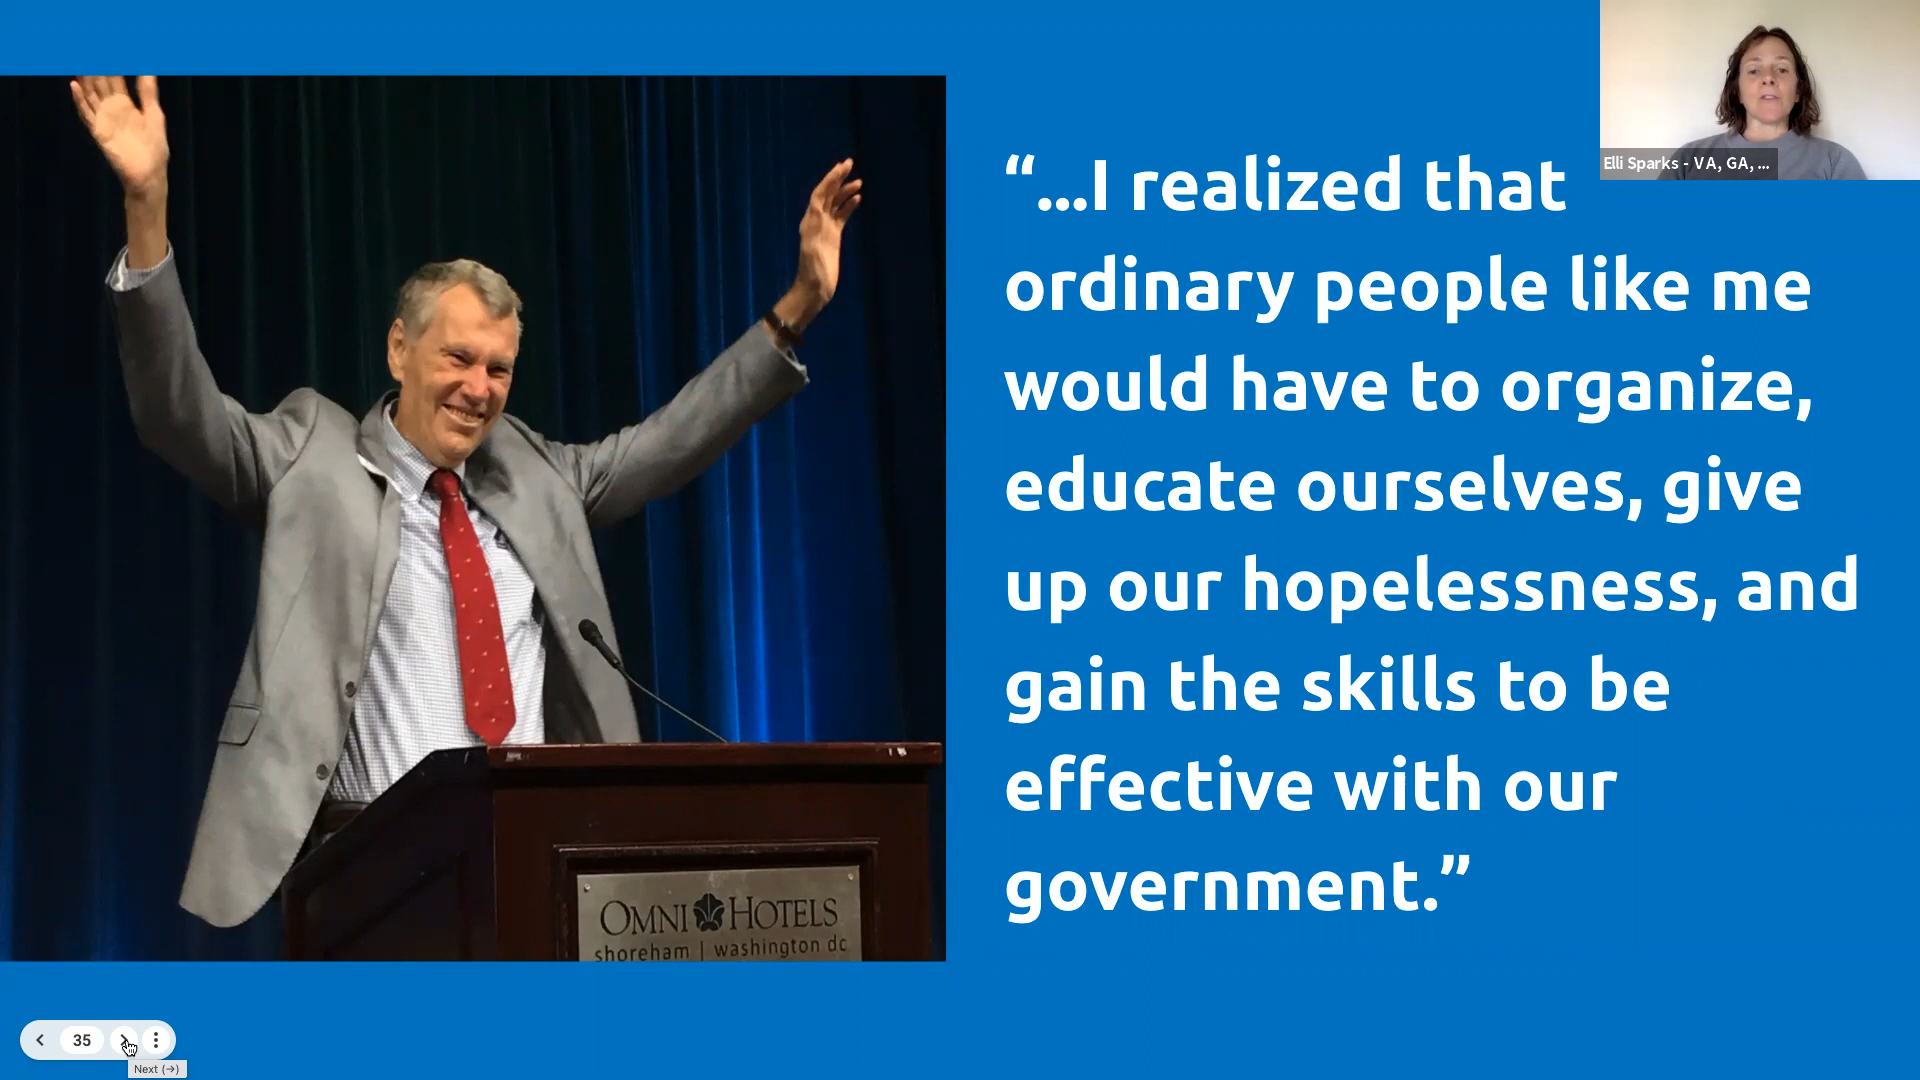 Elli Sparks - VA, GA, ...
“...I realized that
ordinary people like me
would have to organize,
educate ourselves, give
up our hopelessness, and
gain the skills to be
effective with our
government.”
OMNI HOTELS
shoreham | washington dc
35
Next (→)